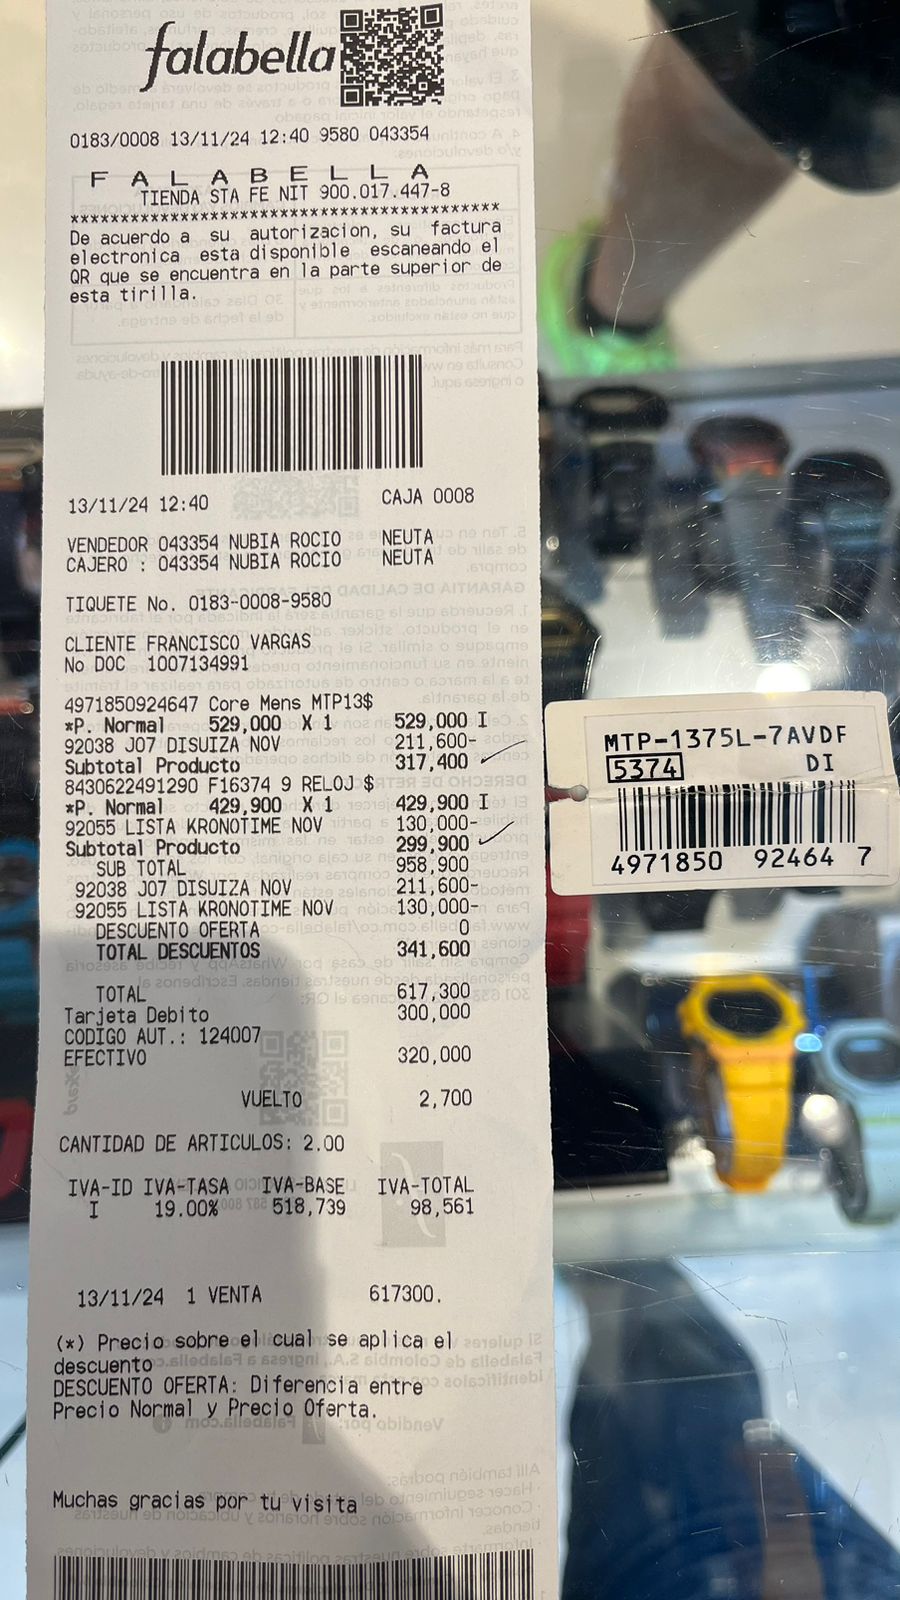 falabella
0183/0008 13/11/24 12:40 9580 043354
F A L A B E L L A
TIENDA STA FE NIT 900.017.447-8
*******************************************
De acuerdo a su autorizacion, su factura
electronica esta disponible escaneando el
QR que se encuentra en la parte superior de
esta tirilla.
13/11/24 12:40 CAJA 0008
VENDEDOR 043354 NUBIA ROCIO NEUTA
CAJERO : 043354 NUBIA ROCIO NEUTA
TIQUETE No. 0183-0008-9580
CLIENTE FRANCISCO VARGAS
No DOC 1007134991
4971850924647 Core Mens MTP13$
*P. Normal 529,000 X 1 529,000 I
92038 JO7 DISUIZA NOV 211,600-
Subtotal Producto 317,400
8430622491290 F16374 9 RELOJ $
*P. Normal 429,900 X 1 429,900 I
92055 LISTA KRONOTIME NOV 130,000-
Subtotal Producto 299,900
SUB TOTAL 958,900
92038 JO7 DISUIZA NOV 211,600-
92055 LISTA KRONOTIME NOV 130,000-
DESCUENTO OFERTA 0
TOTAL DESCUENTOS 341,600
TOTAL 617,300
Tarjeta Debito 300,000
CODIGO AUT.: 124007
EFECTIVO 320,000
VUELTO 2,700
CANTIDAD DE ARTICULOS: 2.00
IVA-ID IVA-TASA IVA-BASE IVA-TOTAL
I 19.00% 518,739 98,561
13/11/24 1 VENTA 617300.
(*) Precio sobre el cual se aplica el
descuento
DESCUENTO OFERTA: Diferencia entre
Precio Normal y Precio Oferta.
Muchas gracias por tu visita
MTP-1375L-7AVDF
5374 DI
4971850 92464 7